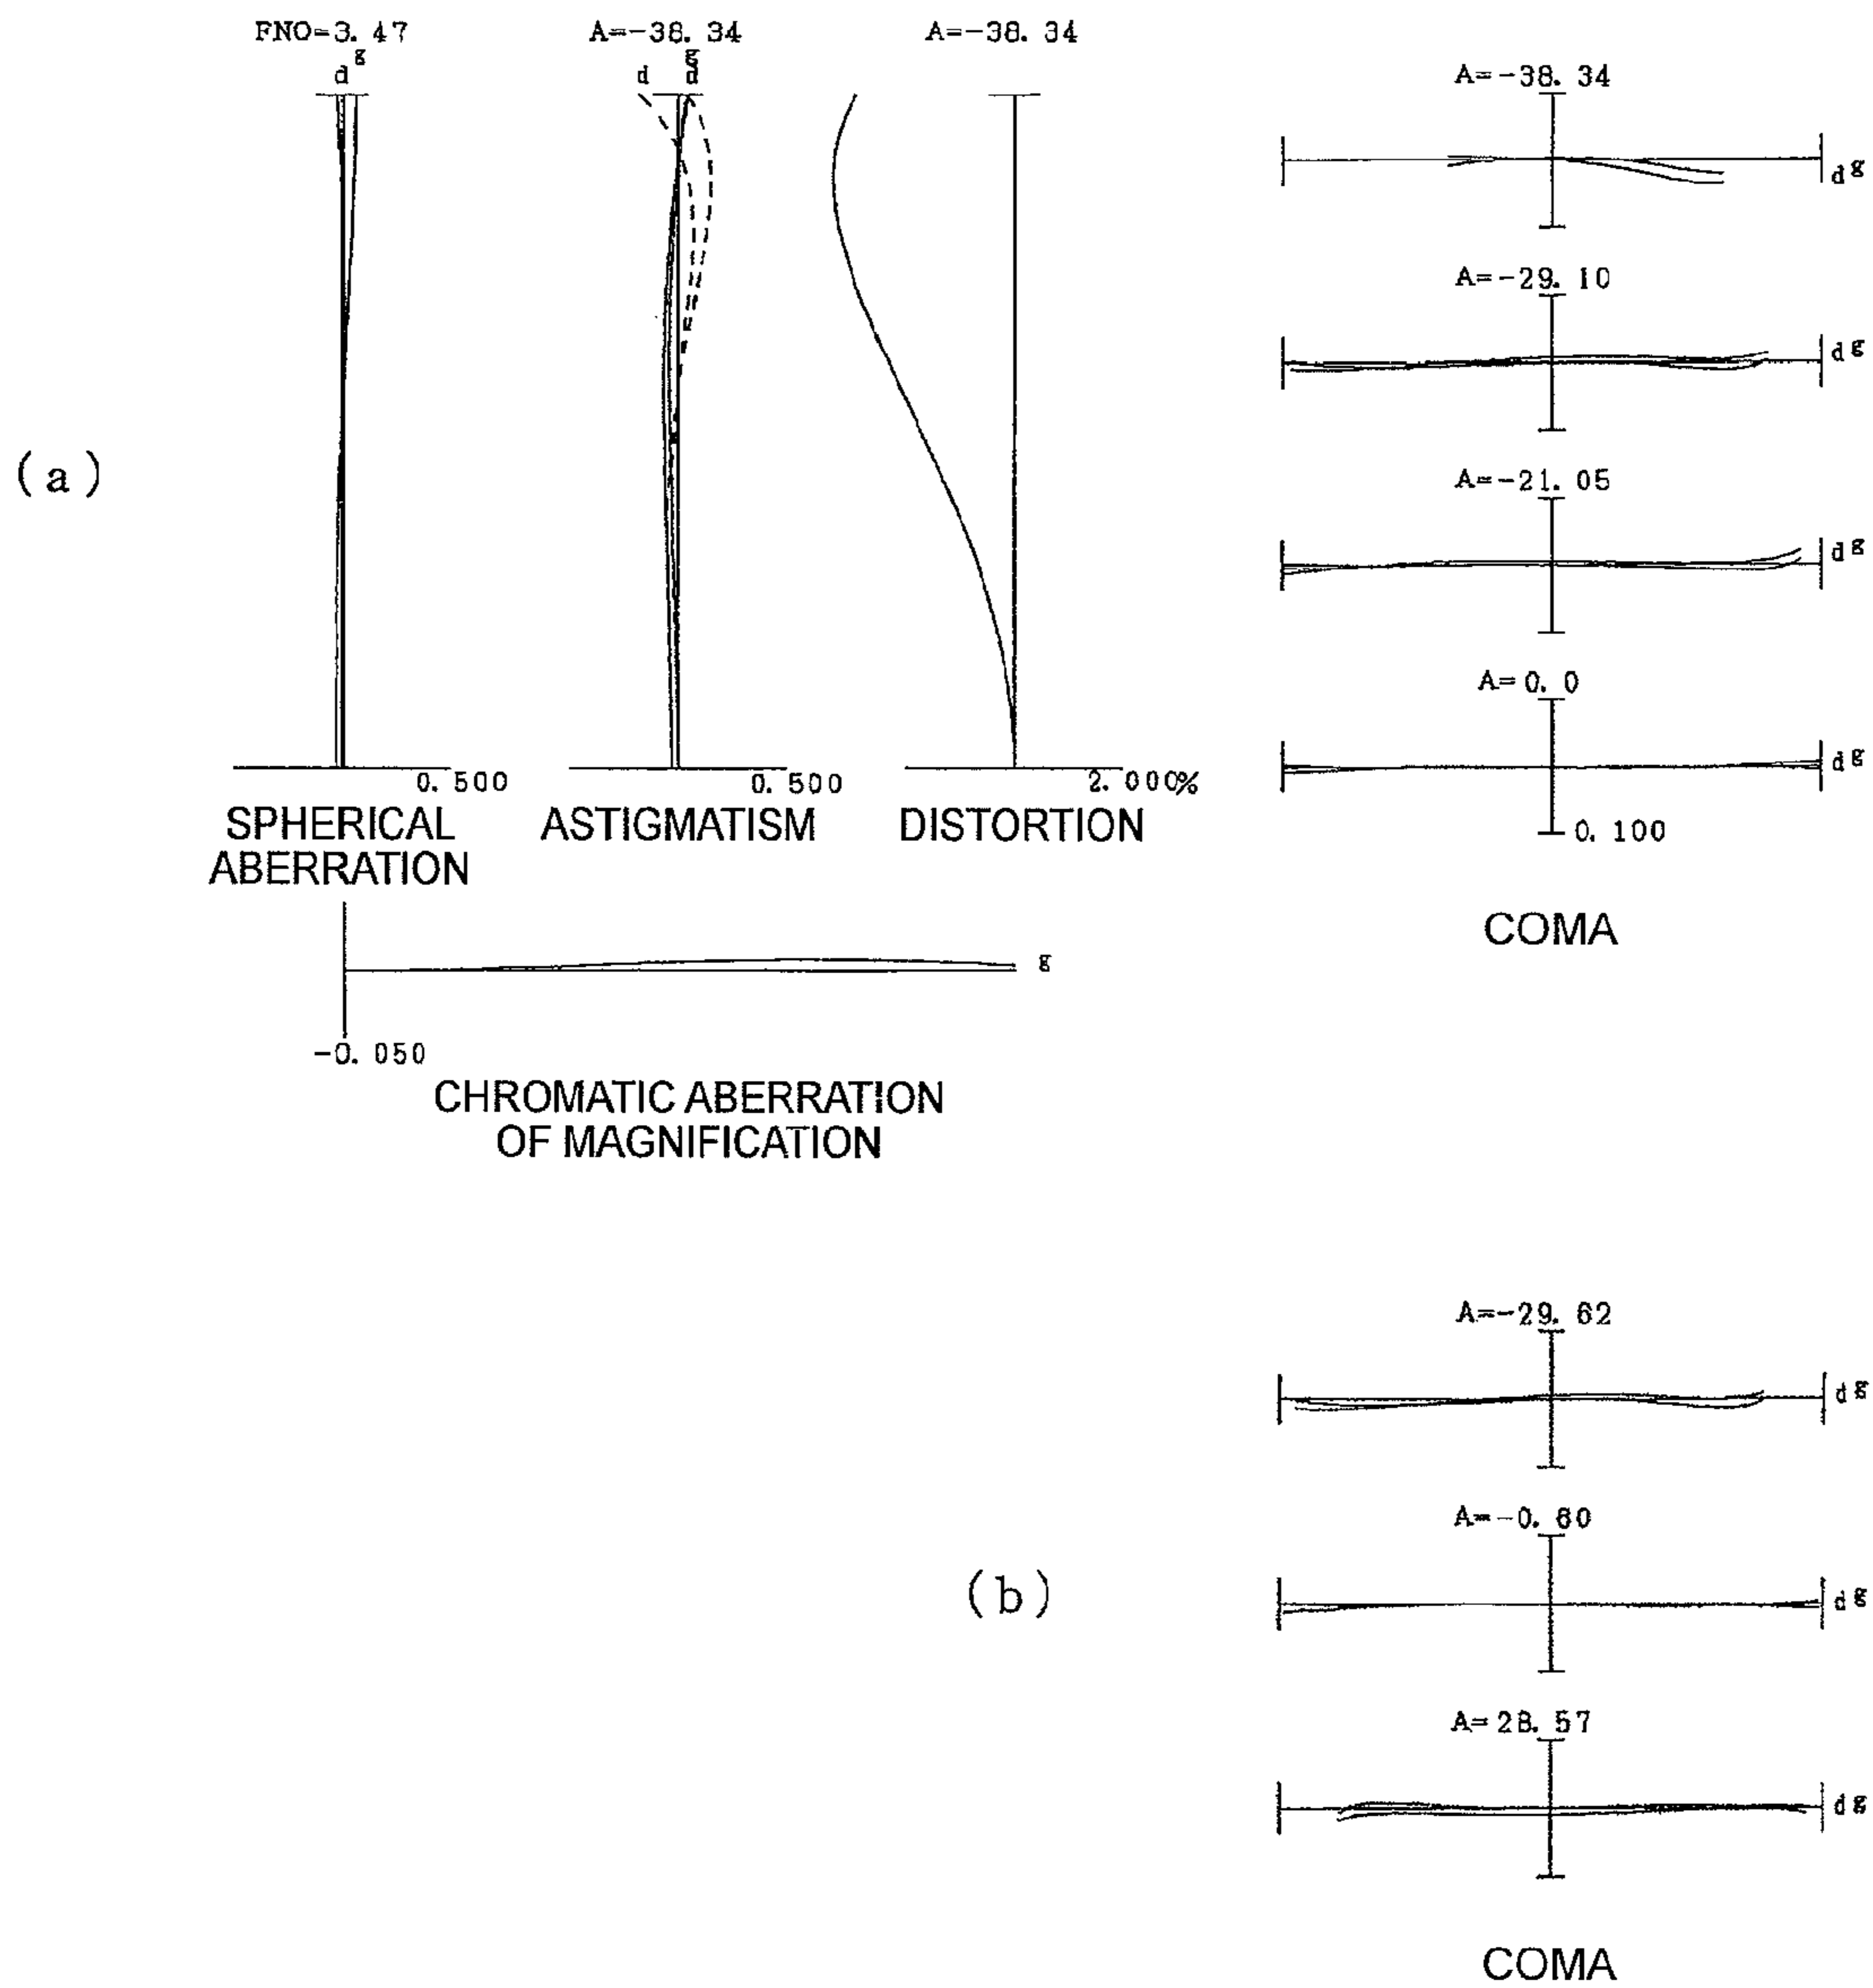 FNO=3. 47
d g
A=-38. 34
d g
d
A=-38. 34
0. 500
SPHERICAL
ABERRATION
0. 500
ASTIGMATISM
2. 000%
DISTORTION
(a)
-0. 050
g
CHROMATIC ABERRATION
OF MAGNIFICATION
A=-38. 34
d g
A=-29. 10
d g
A=-21. 05
d g
A=0. 0
d g
0. 100
COMA
(b)
A=-29. 62
d g
A=-0. 60
d g
A=28. 57
d g
COMA